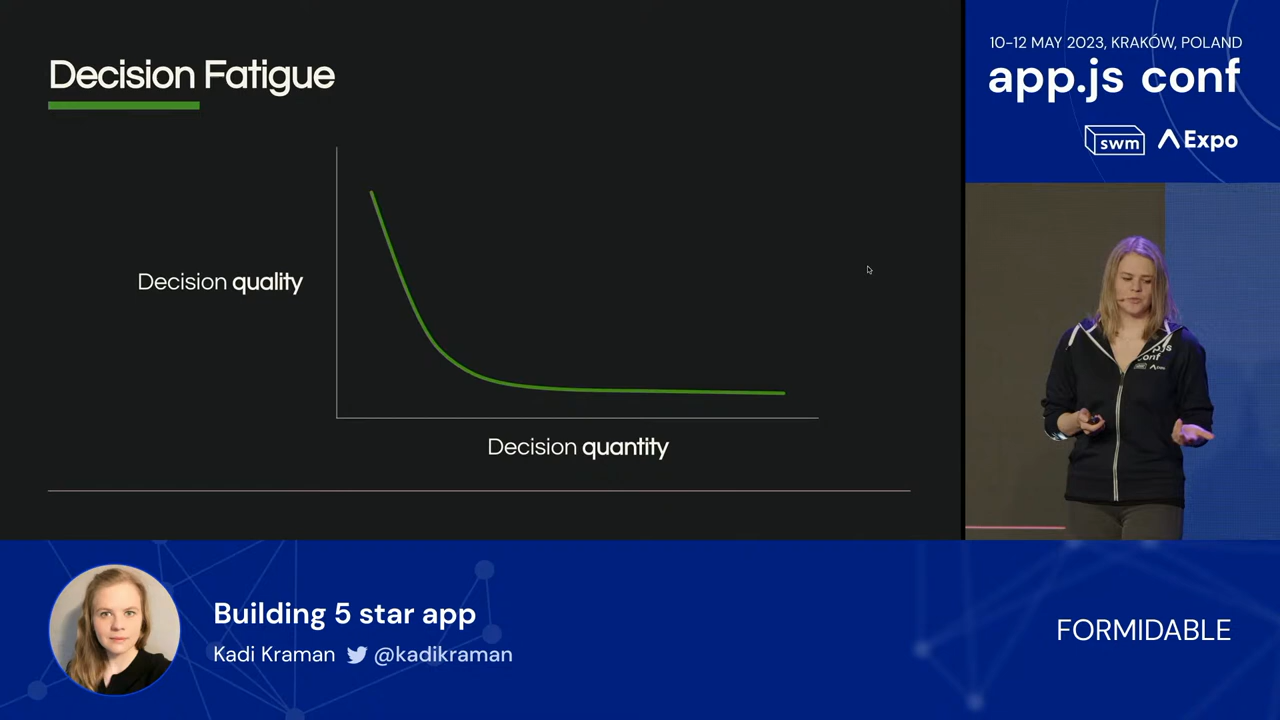 Decision Fatigue
Decision quality
Decision quantity
10-12 MAY 2023, KRAKÓW, POLAND
app.js conf
swm Expo
conf
Building 5 star app
Kadi Kraman @kadikraman
FORMIDABLE